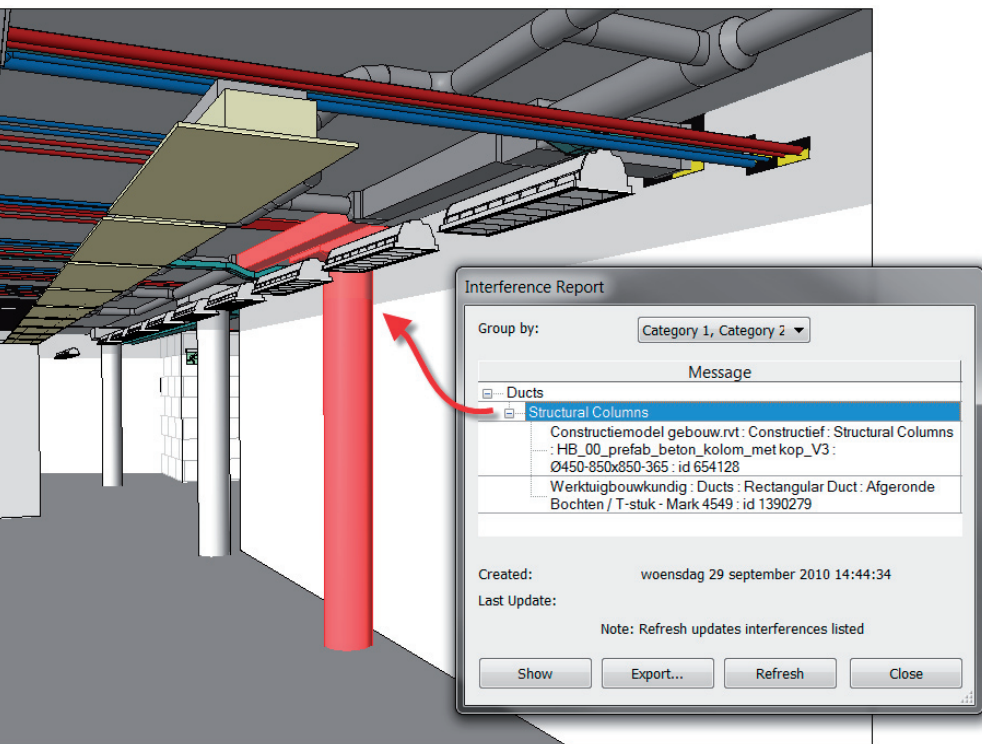 Interference Report
Group by:
Category 1, Category 2
Message
Ducts
Structural Columns
Constructiemodel gebouw.rvt : Constructief : Structural Columns
: HB_00_prefab_beton_kolom_met kop_V3 :
Ø450-850x850-365 : id 654128
Werktuigbouwkundig : Ducts : Rectangular Duct : Afgeronde
Bochten / T-stuk - Mark 4549 : id 1390279
Created:
woensdag 29 september 2010 14:44:34
Last Update:
Note: Refresh updates interferences listed
Show
Export...
Refresh
Close